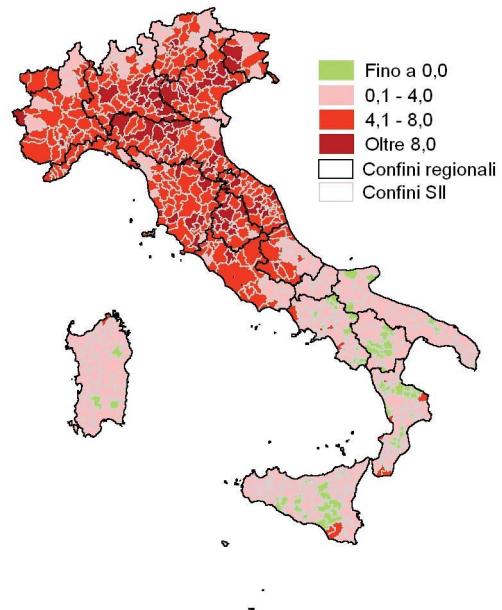 Fino a 0,0
0,1 - 4,0
4,1 - 8,0
Oltre 8,0
Confini regionali
Confini SII